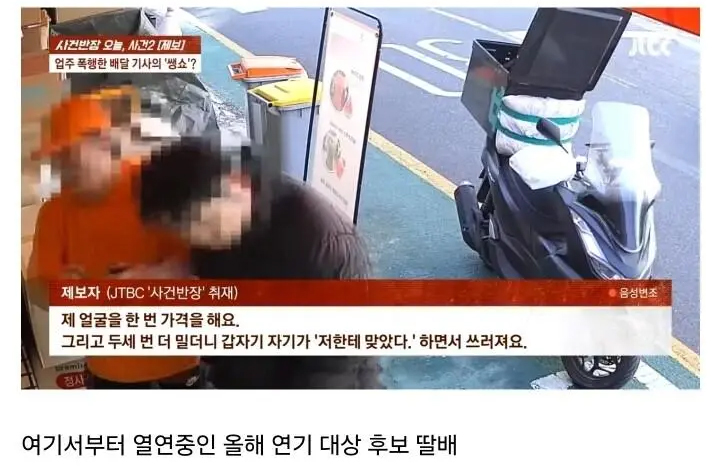 사건반장 오늘, 사건2 [제보]
업주 폭행한 배달 기사의 '쌩쇼'?
JTBC
제보자 (JTBC '사건반장' 취재)
음성변조
제 얼굴을 한 번 가격을 해요.
그리고 두세 번 더 밀더니 갑자기 자기가 '저한테 맞았다.' 하면서 쓰러져요.
정사
여기서부터 열연중인 올해 연기 대상 후보 딸배